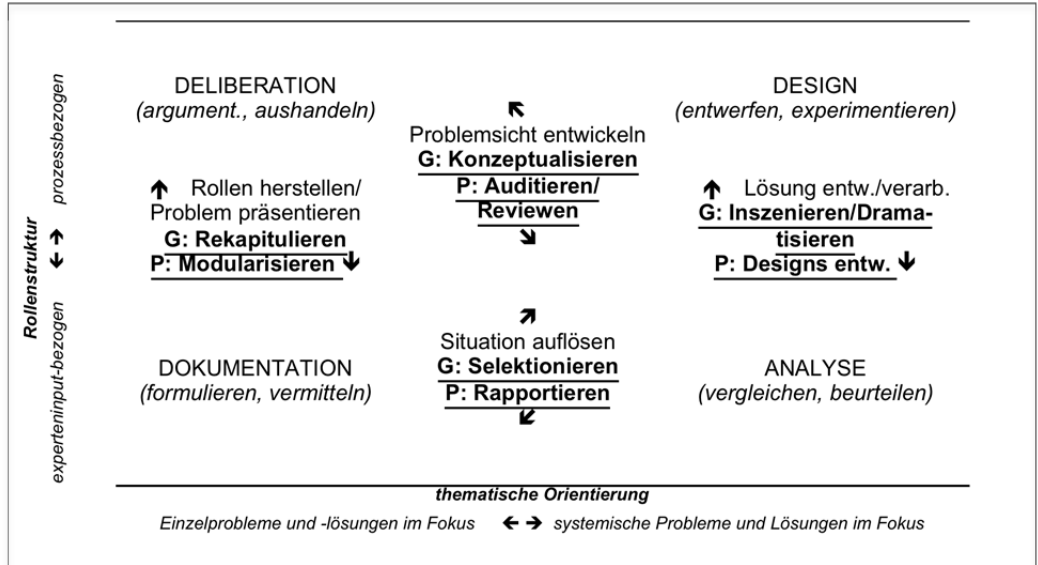 DELIBERATION
(argument., aushandeln)
DESIGN
(entwerfen, experimentieren)
↖
Problemsicht entwickeln
G: Konzeptualisieren
P: Auditieren/
Reviewen
↘
↑ Rollen herstellen/
Problem präsentieren
G: Rekapitulieren
P: Modularisieren ↓
↑ Lösung entw./verarb.
G: Inszenieren/Drama-
tisieren
P: Designs entw. ↓
↗
Situation auflösen
G: Selektionieren
P: Rapportieren
↙
DOKUMENTATION
(formulieren, vermitteln)
ANALYSE
(vergleichen, beurteilen)
Rollenstruktur
experteninput-bezogen ← → prozessbezogen
thematische Orientierung
Einzelprobleme und -lösungen im Fokus ← → systemische Probleme und Lösungen im Fokus